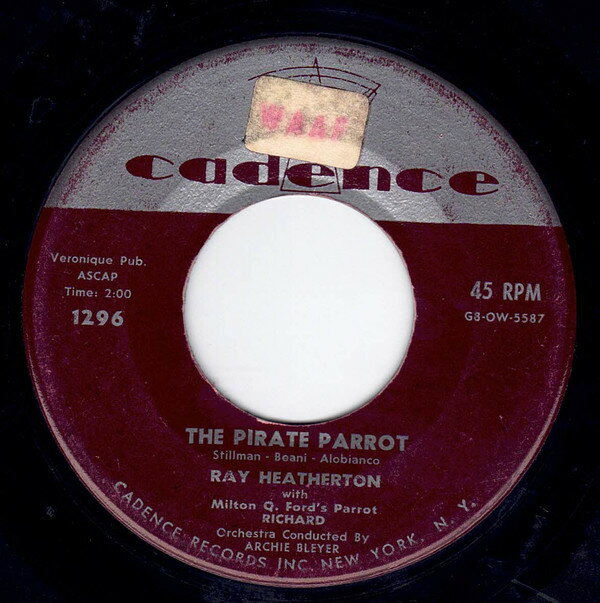 WAAF
cadence
Veronique Pub.
ASCAP
Time: 2:00
1296
45 RPM
G8-OW-5587
THE PIRATE PARROT
Stillman - Beani - Alobianco
RAY HEATHERTON
with
Milton Q. Ford's Parrot
RICHARD
Orchestra Conducted By
ARCHIE BLEYER
CADENCE RECORDS INC. NEW YORK, N. Y.